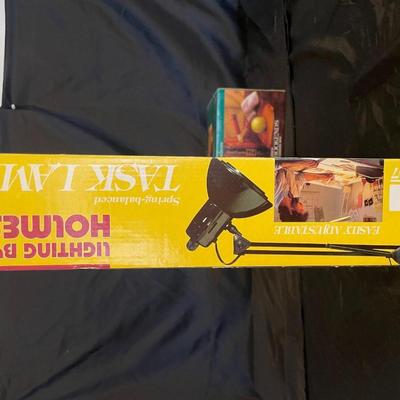 LIGHTING BY
HOLMES
Spring-balanced
TASK LAM
EASILY ADJUSTABLE